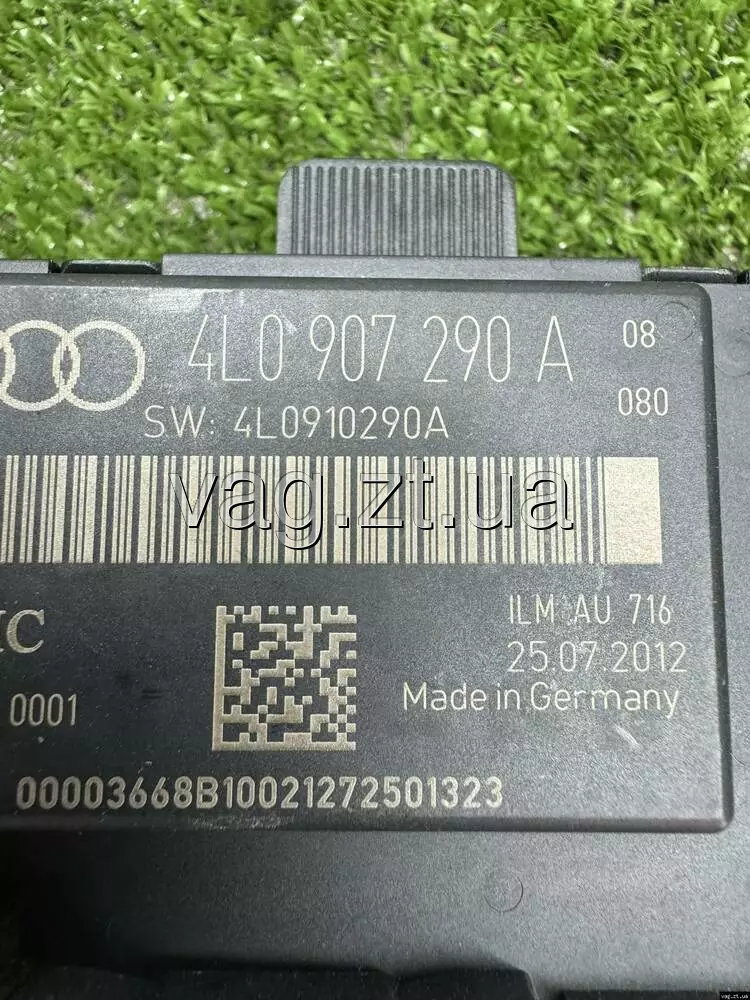 4L0 907 290 A 08
080
SW: 4L0910290A
vag.zt.ua
ILM AU 716
25.07.2012
0001
Made in Germany
00003668B10021272501323
vag.zt.ua